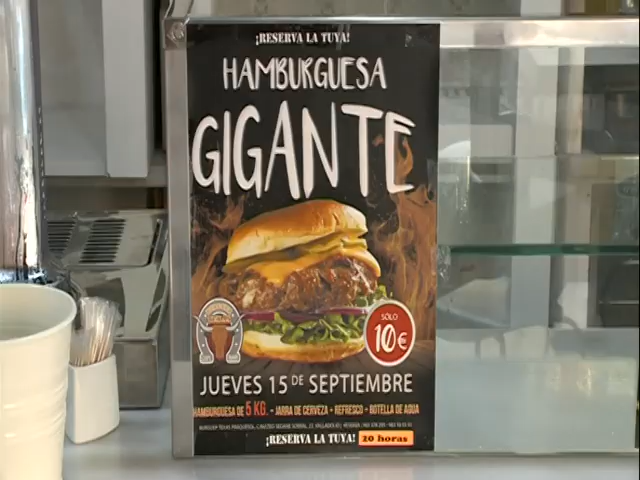 ¡RESERVA LA TUYA!
HAMBURGUESA
GIGANTE
SÓLO
10€
JUEVES 15 DE SEPTIEMBRE
HAMBURGUESA DE 5 KG. + JARRA DE CERVEZA + REFRESCO + BOTELLA DE AGUA
¡RESERVA LA TUYA! 20 horas